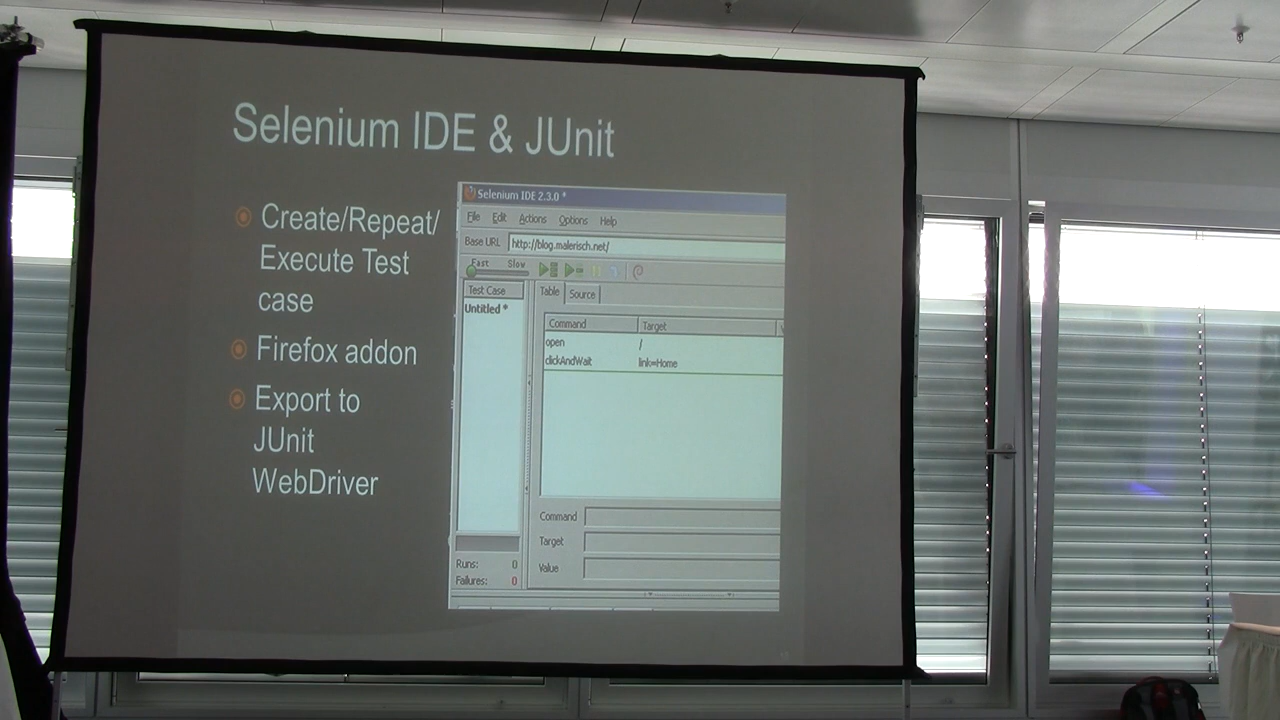 Selenium IDE & JUnit
Create/Repeat/
Execute Test
case
Firefox addon
Export to
JUnit
WebDriver
Selenium IDE 2.3.0 *
File Edit Actions Options Help
Base URL http://blog.malerisch.net/
Fast Slow
Test Case
Untitled *
Table Source
Command Target
open /
clickAndWait link=Home
Command
Target
Value
Runs: 0
Failures: 0